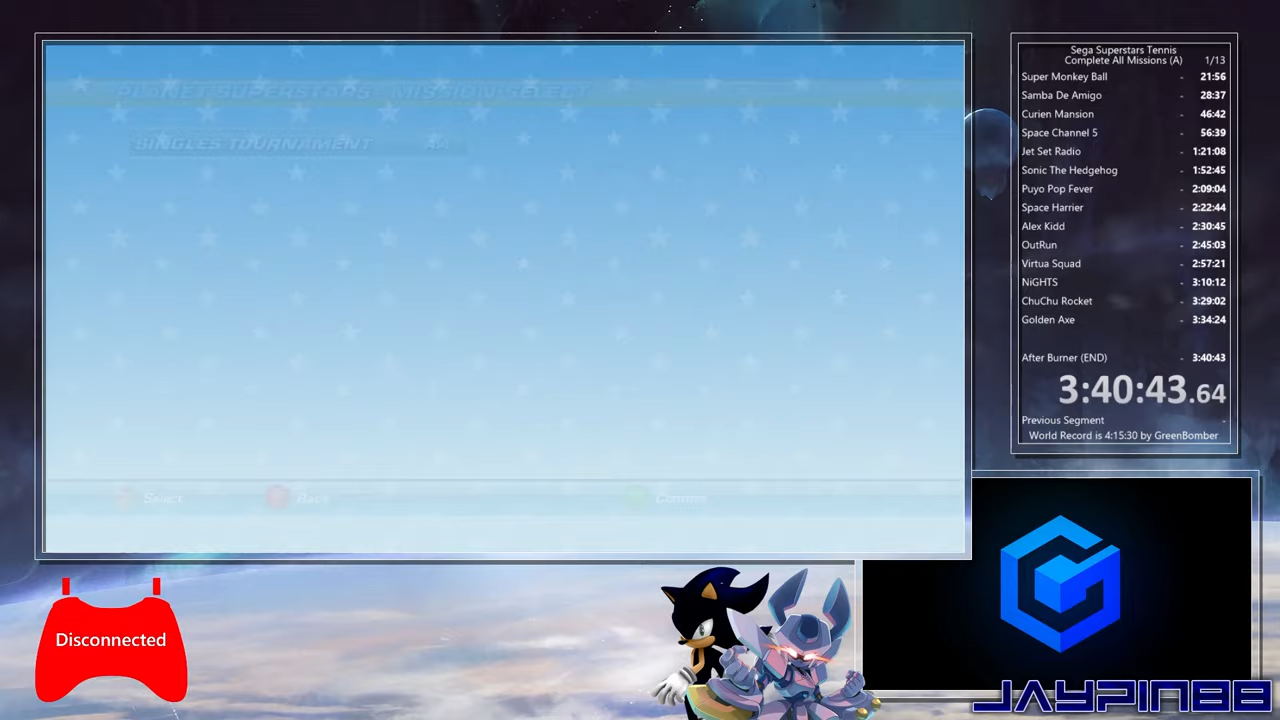 PLANET SUPERSTARS - MISSION SELECT
SINGLES TOURNAMENT
Select
Back
Confirm
Sega Superstars Tennis
Complete All Missions (A) 1/13
Super Monkey Ball - 21:56
Samba De Amigo - 28:37
Curien Mansion - 46:42
Space Channel 5 - 56:39
Jet Set Radio - 1:21:08
Sonic The Hedgehog - 1:52:45
Puyo Pop Fever - 2:09:04
Space Harrier - 2:22:44
Alex Kidd - 2:30:45
OutRun - 2:45:03
Virtua Squad - 2:57:21
NiGHTS - 3:10:12
ChuChu Rocket - 3:29:02
Golden Axe - 3:34:24
After Burner (END) - 3:40:43
3:40:43.64
Previous Segment -
World Record is 4:15:30 by GreenBomber
Disconnected
JAYPIN88